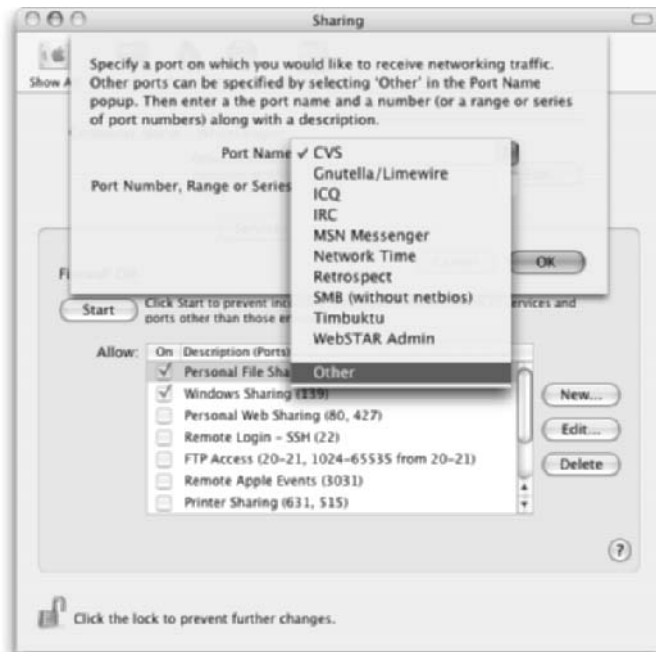 Sharing
Show A
Specify a port on which you would like to receive networking traffic.
Other ports can be specified by selecting 'Other' in the Port Name
popup. Then enter a the port name and a number (or a range or series
of port numbers) along with a description.
Port Name ✓ CVS
Gnutella/Limewire
Port Number, Range or Series
ICQ
IRC
MSN Messenger
Network Time
Retrospect
SMB (without netbios)
Timbuktu
WebSTAR Admin
Other
OK
Start
Click Start to prevent inc
ervices and
ports other than those e
Allow:
On Description (Ports)
Personal File Sha
Windows Sharing (139)
Personal Web Sharing (80, 427)
Remote Login – SSH (22)
FTP Access (20–21, 1024–65535 from 20–21)
Remote Apple Events (3031)
Printer Sharing (631, 515)
New...
Edit...
Delete
?
Click the lock to prevent further changes.